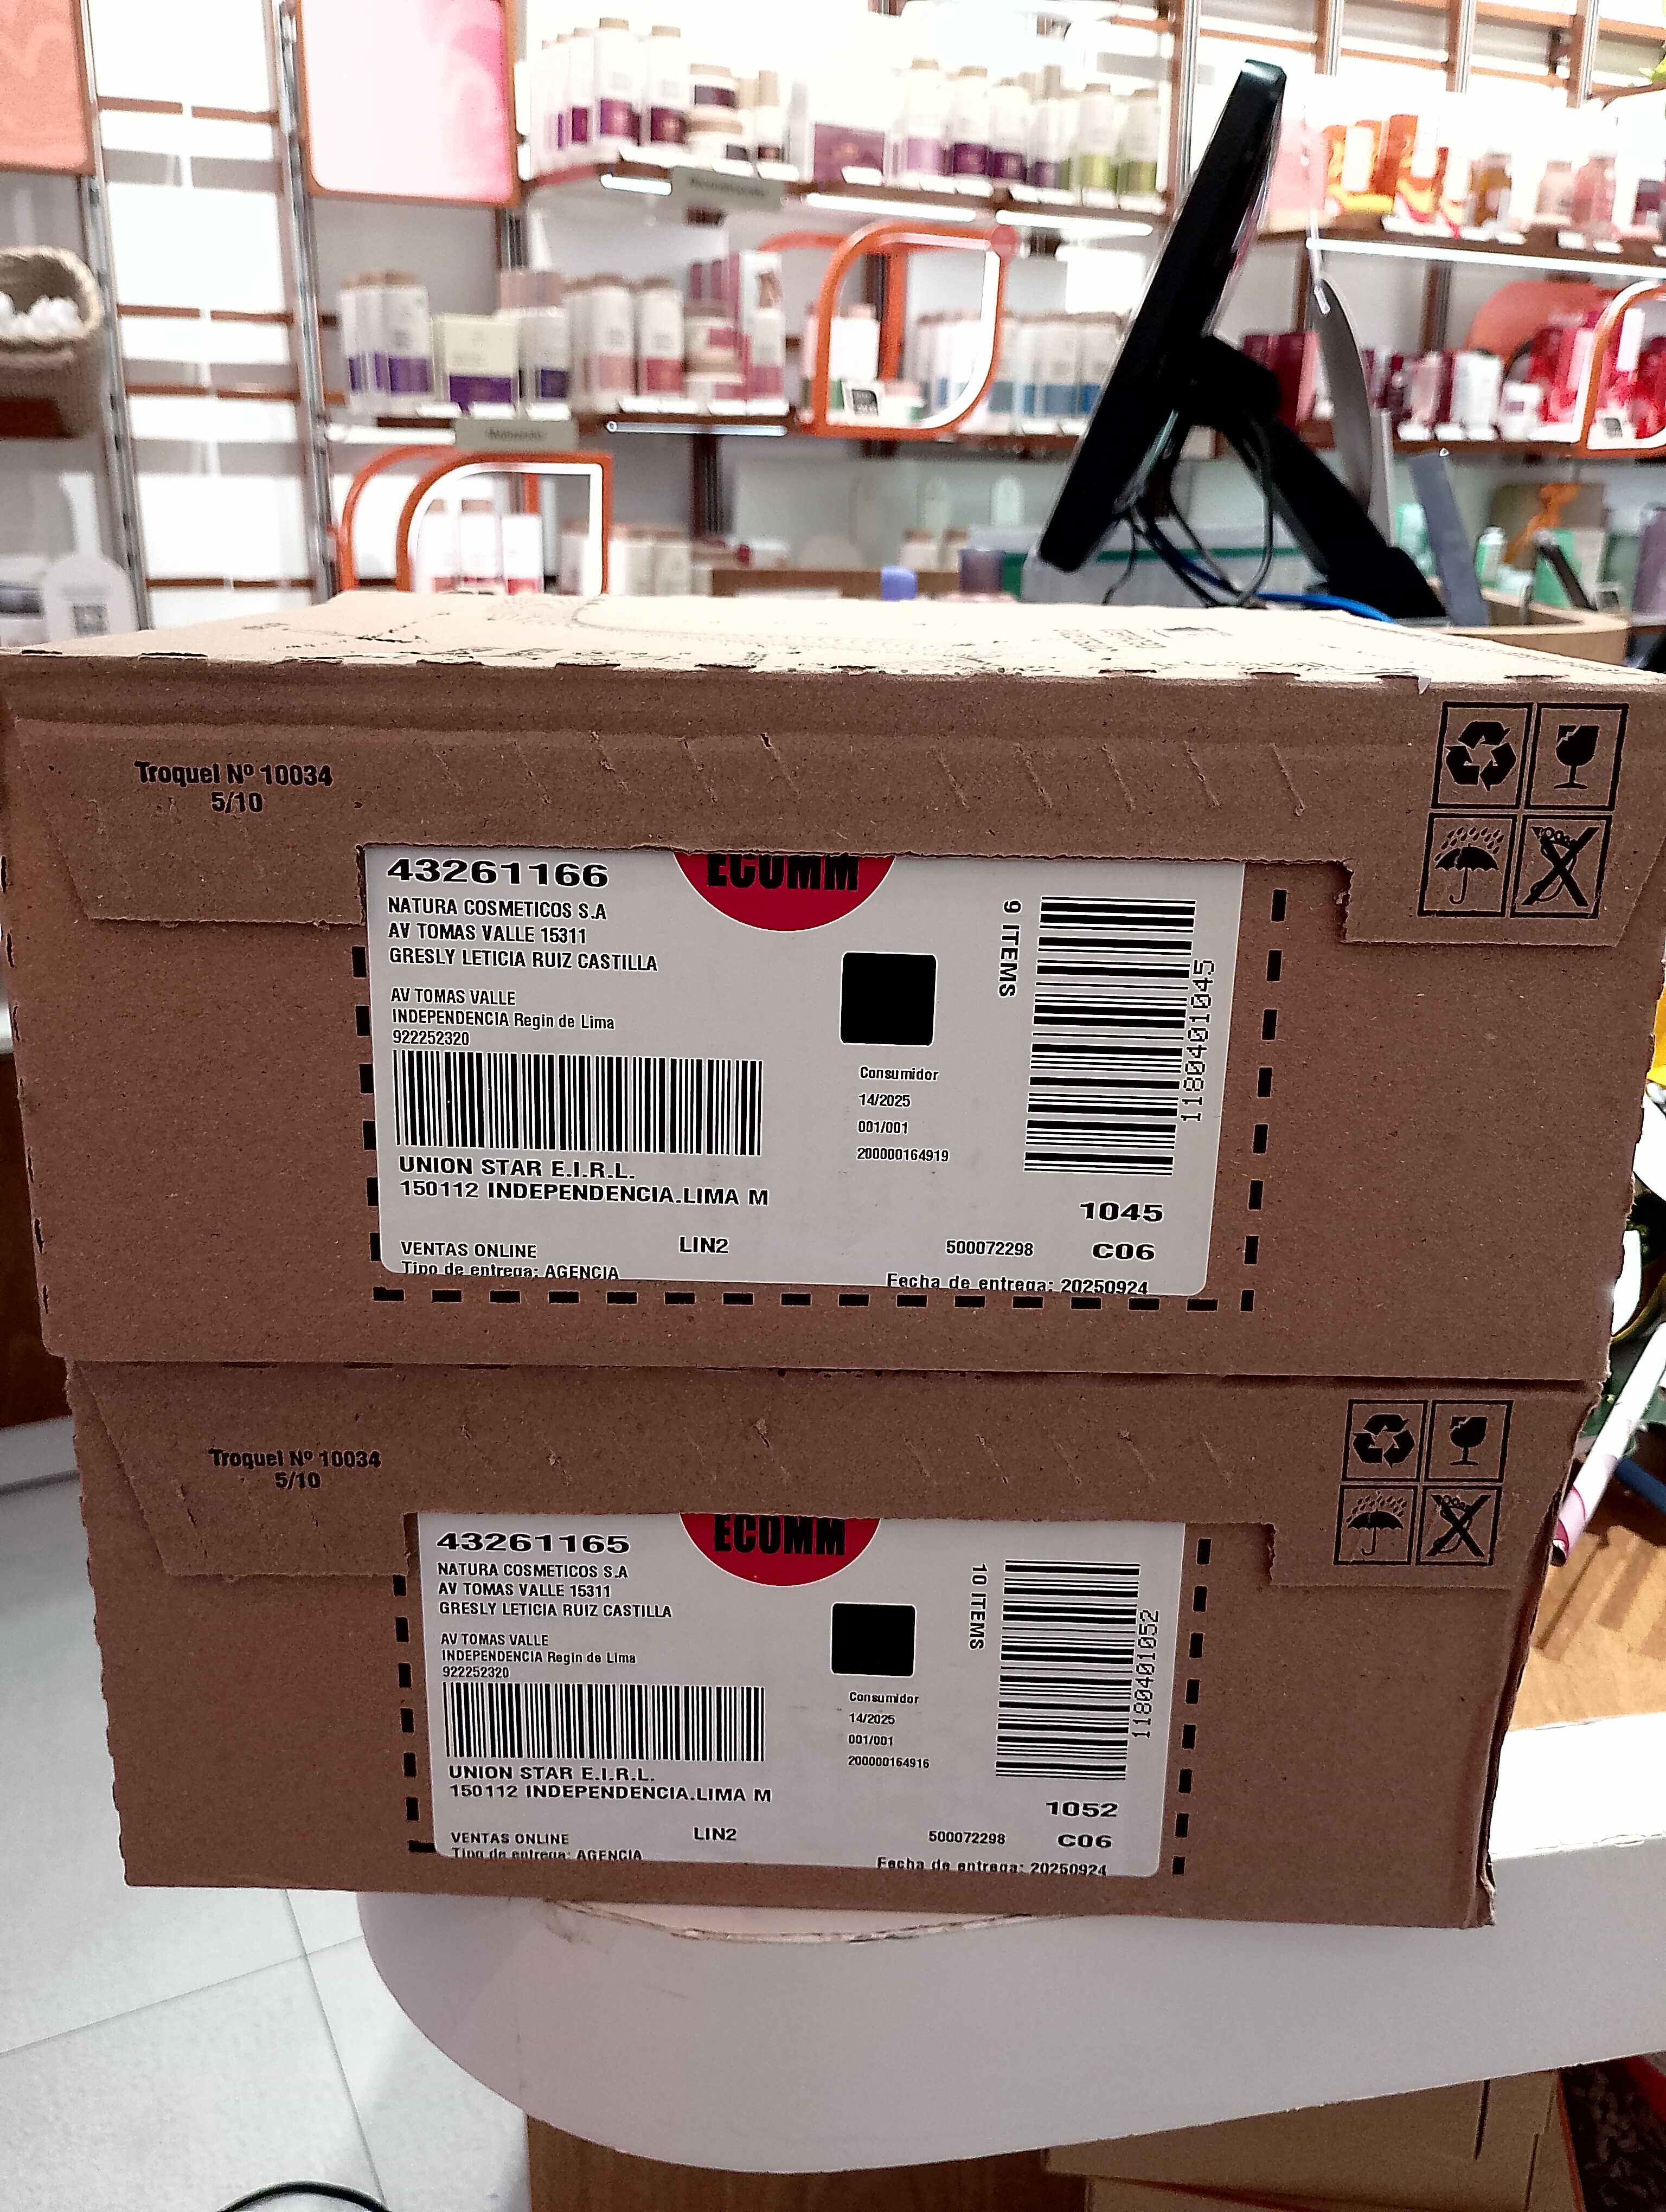 Troquel Nº 10034
5/10
43261166
ECOMM
NATURA COSMETICOS S.A
AV TOMAS VALLE 15311
GRESLY LETICIA RUIZ CASTILLA
AV TOMAS VALLE
INDEPENDENCIA Regin de Lima
922252320
UNION STAR E.I.R.L.
150112 INDEPENDENCIA.LIMA M
VENTAS ONLINE
LIN2
Tipo de entrega: AGENCIA
Consumidor
14/2025
001/001
200000164919
9 ITEMS
1180401045
1045
500072298
C06
Fecha de entrega: 20250924
Troquel Nº 10034
5/10
43261165
ECOMM
NATURA COSMETICOS S.A
AV TOMAS VALLE 15311
GRESLY LETICIA RUIZ CASTILLA
AV TOMAS VALLE
INDEPENDENCIA Regin de Lima
922252320
UNION STAR E.I.R.L.
150112 INDEPENDENCIA.LIMA M
VENTAS ONLINE
LIN2
Tipo de entrega: AGENCIA
Consumidor
14/2025
001/001
200000164916
10 ITEMS
1180401052
1052
500072298
C06
Fecha de entrega: 20250924